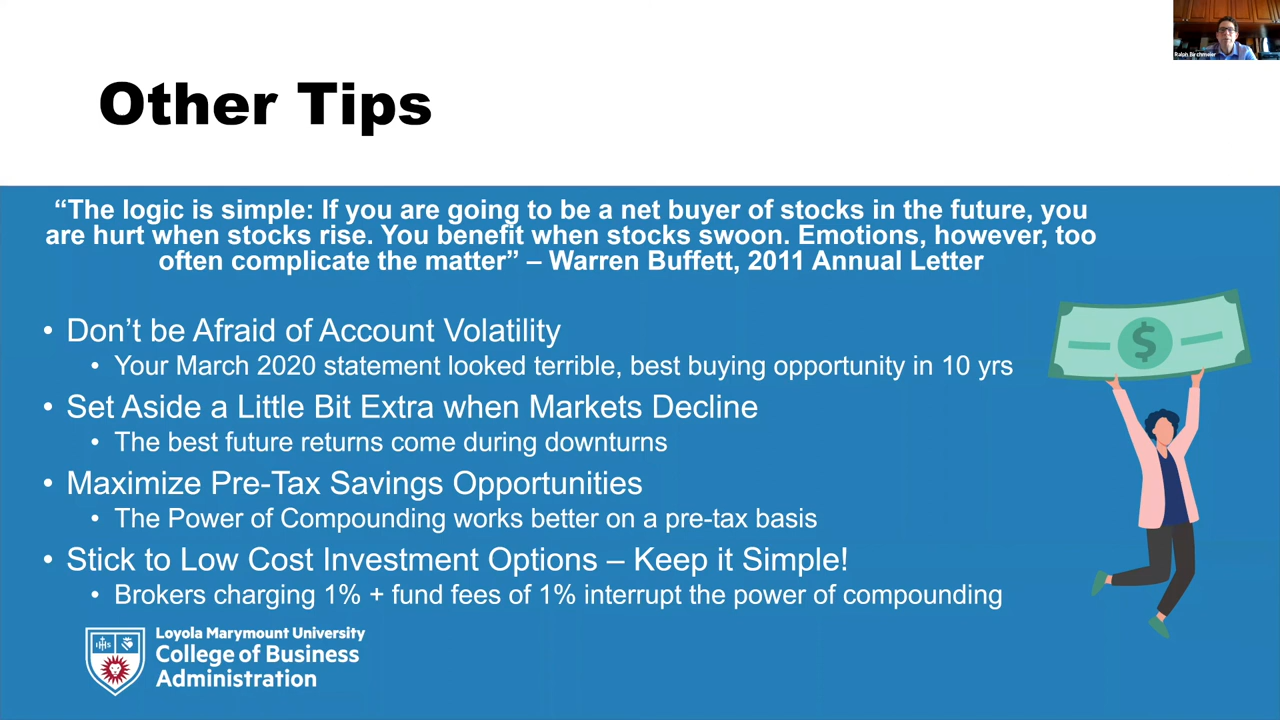 Ralph Birchmeier
Other Tips
“The logic is simple: If you are going to be a net buyer of stocks in the future, you
are hurt when stocks rise. You benefit when stocks swoon. Emotions, however, too
often complicate the matter” – Warren Buffett, 2011 Annual Letter
• Don’t be Afraid of Account Volatility
• Your March 2020 statement looked terrible, best buying opportunity in 10 yrs
• Set Aside a Little Bit Extra when Markets Decline
• The best future returns come during downturns
• Maximize Pre-Tax Savings Opportunities
• The Power of Compounding works better on a pre-tax basis
• Stick to Low Cost Investment Options – Keep it Simple!
• Brokers charging 1% + fund fees of 1% interrupt the power of compounding
$
IHS
Loyola Marymount University
College of Business
Administration